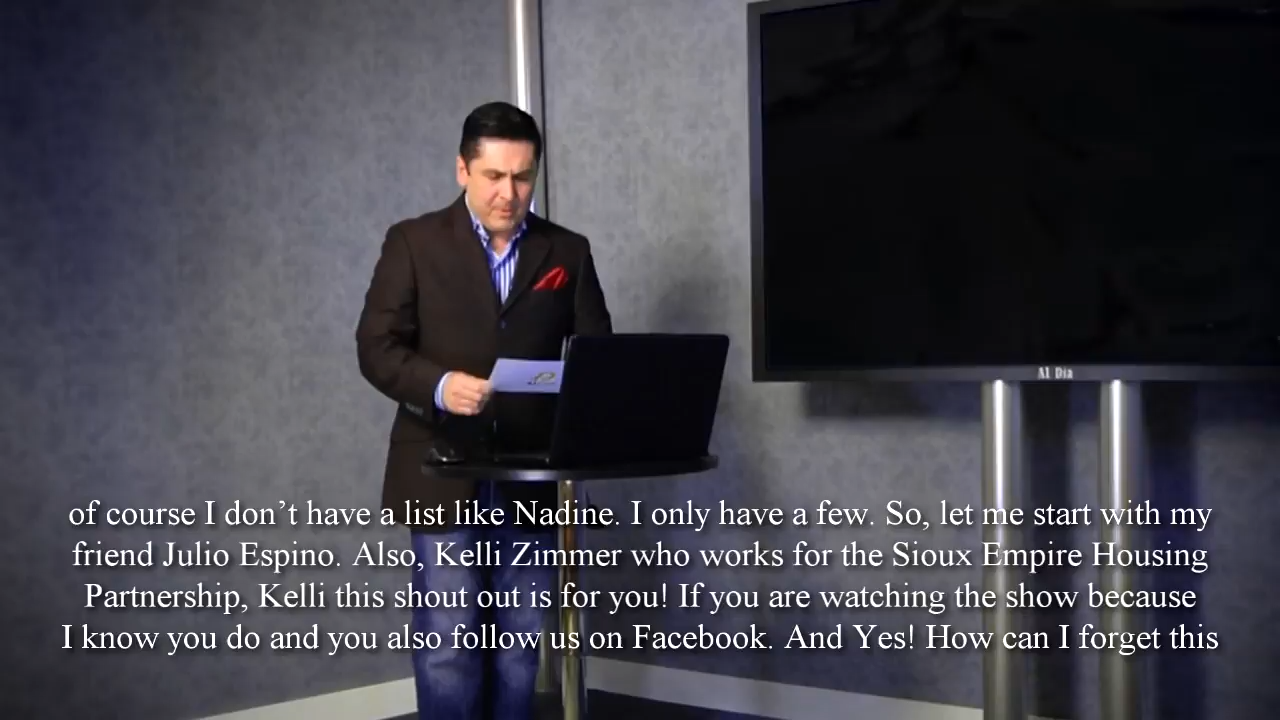 Al Dia
of course I don’t have a list like Nadine. I only have a few. So, let me start with my
friend Julio Espino. Also, Kelli Zimmer who works for the Sioux Empire Housing
Partnership, Kelli this shout out is for you! If you are watching the show because
I know you do and you also follow us on Facebook. And Yes! How can I forget this